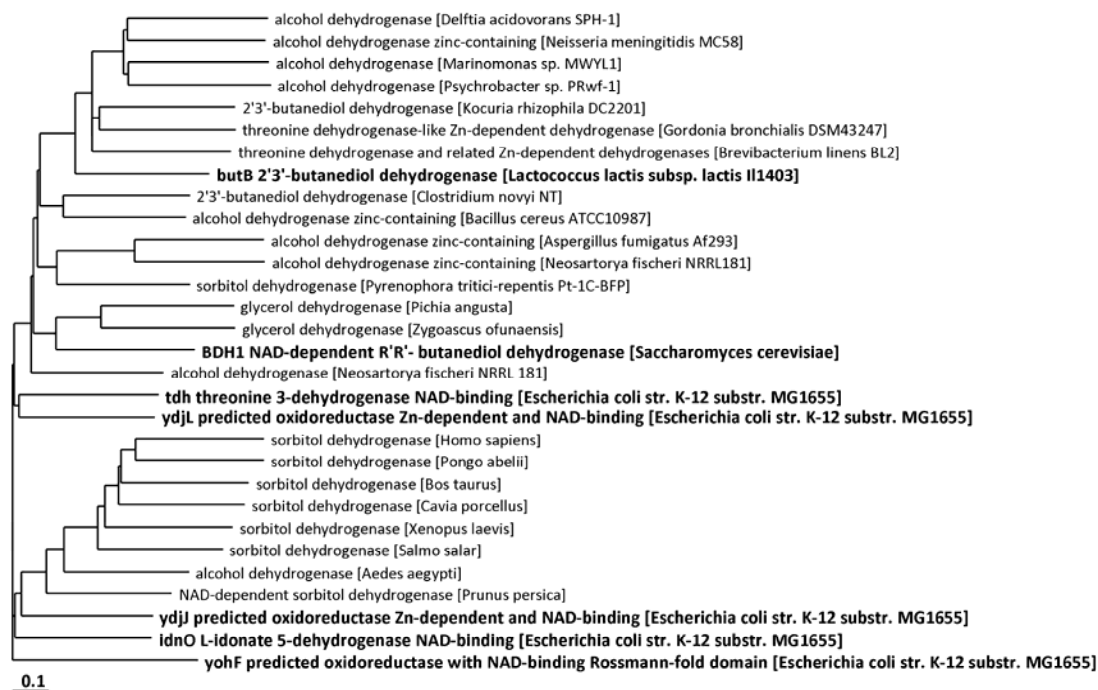 alcohol dehydrogenase [Delftia acidovorans SPH-1]
alcohol dehydrogenase zinc-containing [Neisseria meningitidis MC58]
alcohol dehydrogenase [Marinomonas sp. MWYL1]
alcohol dehydrogenase [Psychrobacter sp. PRwf-1]
2'3'-butanediol dehydrogenase [Kocuria rhizophila DC2201]
threonine dehydrogenase-like Zn-dependent dehydrogenase [Gordonia bronchialis DSM43247]
threonine dehydrogenase and related Zn-dependent dehydrogenases [Brevibacterium linens BL2]
butB 2'3'-butanediol dehydrogenase [Lactococcus lactis subsp. lactis Il1403]
2'3'-butanediol dehydrogenase [Clostridium novyi NT]
alcohol dehydrogenase zinc-containing [Bacillus cereus ATCC10987]
alcohol dehydrogenase zinc-containing [Aspergillus fumigatus Af293]
alcohol dehydrogenase zinc-containing [Neosartorya fischeri NRRL181]
sorbitol dehydrogenase [Pyrenophora tritici-repentis Pt-1C-BFP]
glycerol dehydrogenase [Pichia angusta]
glycerol dehydrogenase [Zygoascus ofunaensis]
BDH1 NAD-dependent R'R'- butanediol dehydrogenase [Saccharomyces cerevisiae]
alcohol dehydrogenase [Neosartorya fischeri NRRL 181]
tdh threonine 3-dehydrogenase NAD-binding [Escherichia coli str. K-12 substr. MG1655]
ydjL predicted oxidoreductase Zn-dependent and NAD-binding [Escherichia coli str. K-12 substr. MG1655]
sorbitol dehydrogenase [Homo sapiens]
sorbitol dehydrogenase [Pongo abelii]
sorbitol dehydrogenase [Bos taurus]
sorbitol dehydrogenase [Cavia porcellus]
sorbitol dehydrogenase [Xenopus laevis]
sorbitol dehydrogenase [Salmo salar]
alcohol dehydrogenase [Aedes aegypti]
NAD-dependent sorbitol dehydrogenase [Prunus persica]
ydjJ predicted oxidoreductase Zn-dependent and NAD-binding [Escherichia coli str. K-12 substr. MG1655]
idnO L-idonate 5-dehydrogenase NAD-binding [Escherichia coli str. K-12 substr. MG1655]
yohF predicted oxidoreductase with NAD-binding Rossmann-fold domain [Escherichia coli str. K-12 substr. MG1655]
0.1